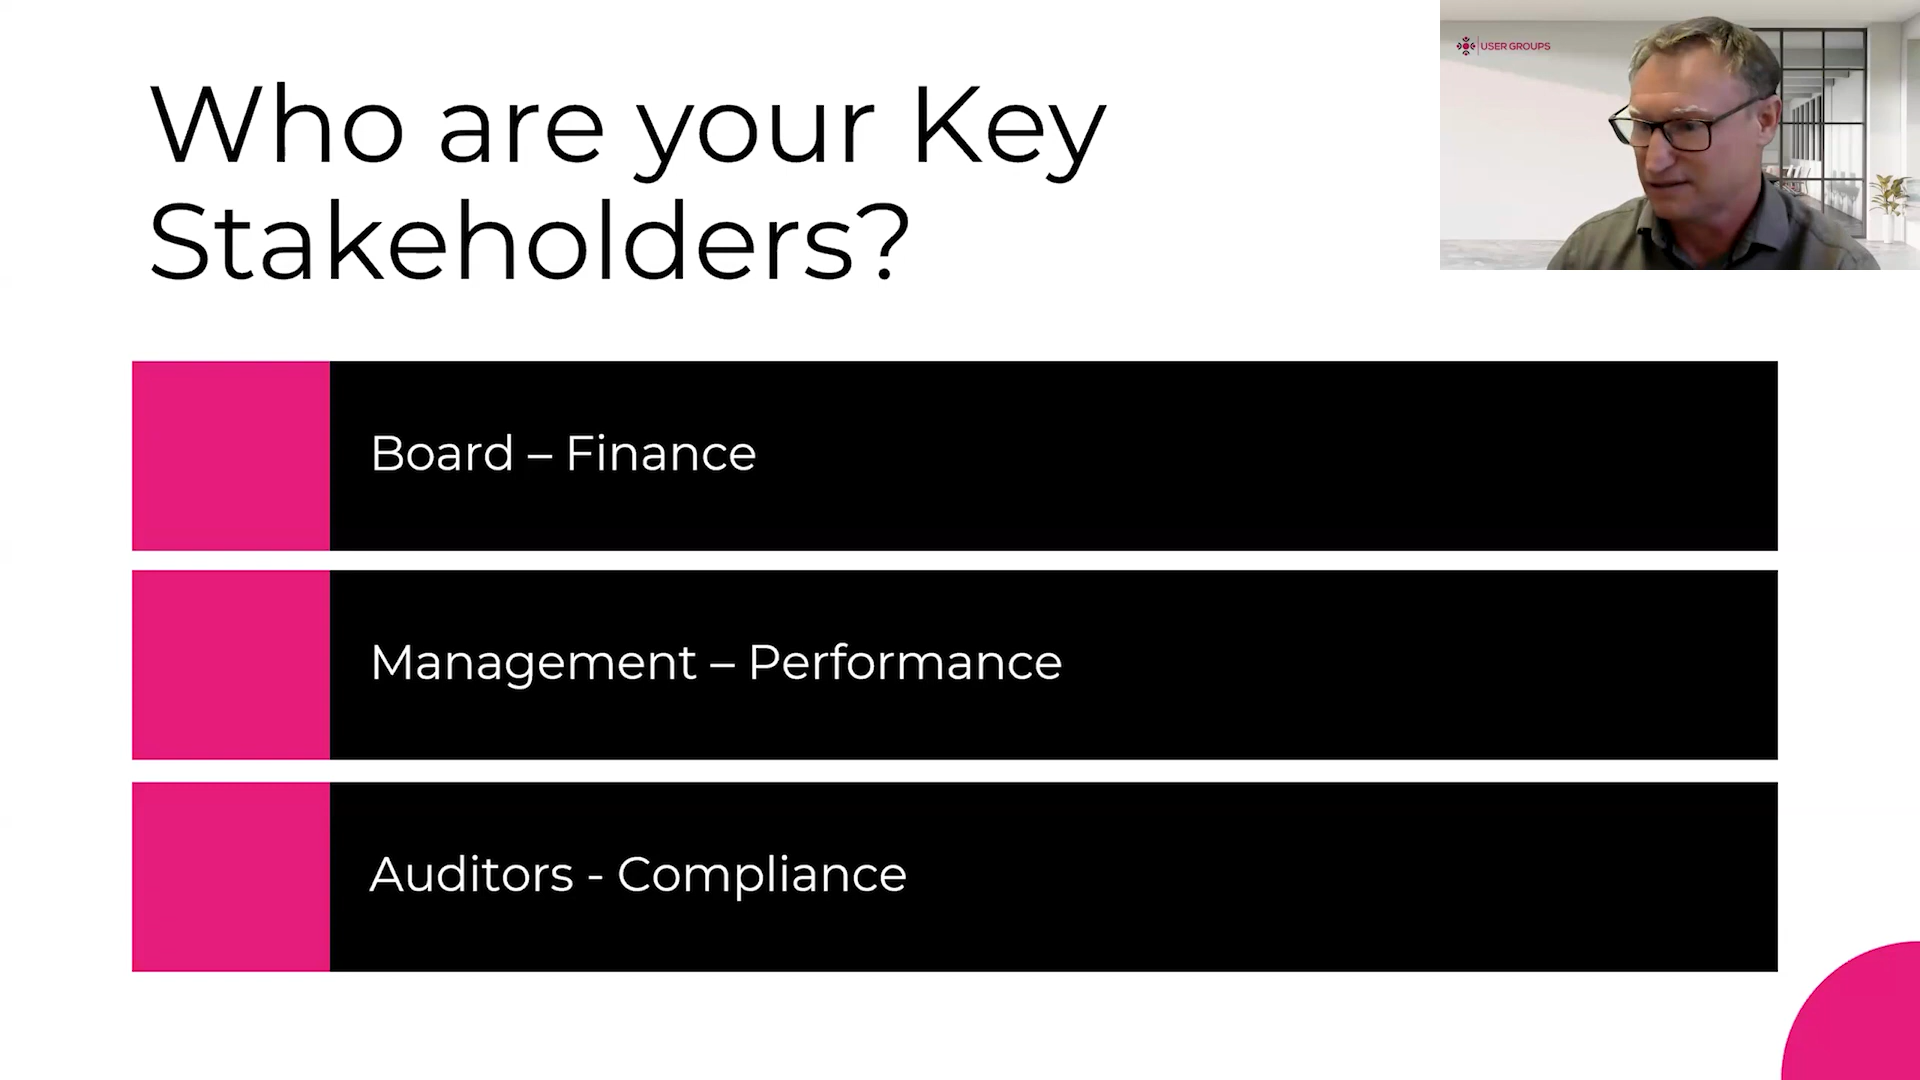 Who are your Key
Stakeholders?
USER GROUPS
Board – Finance
Management – Performance
Auditors - Compliance